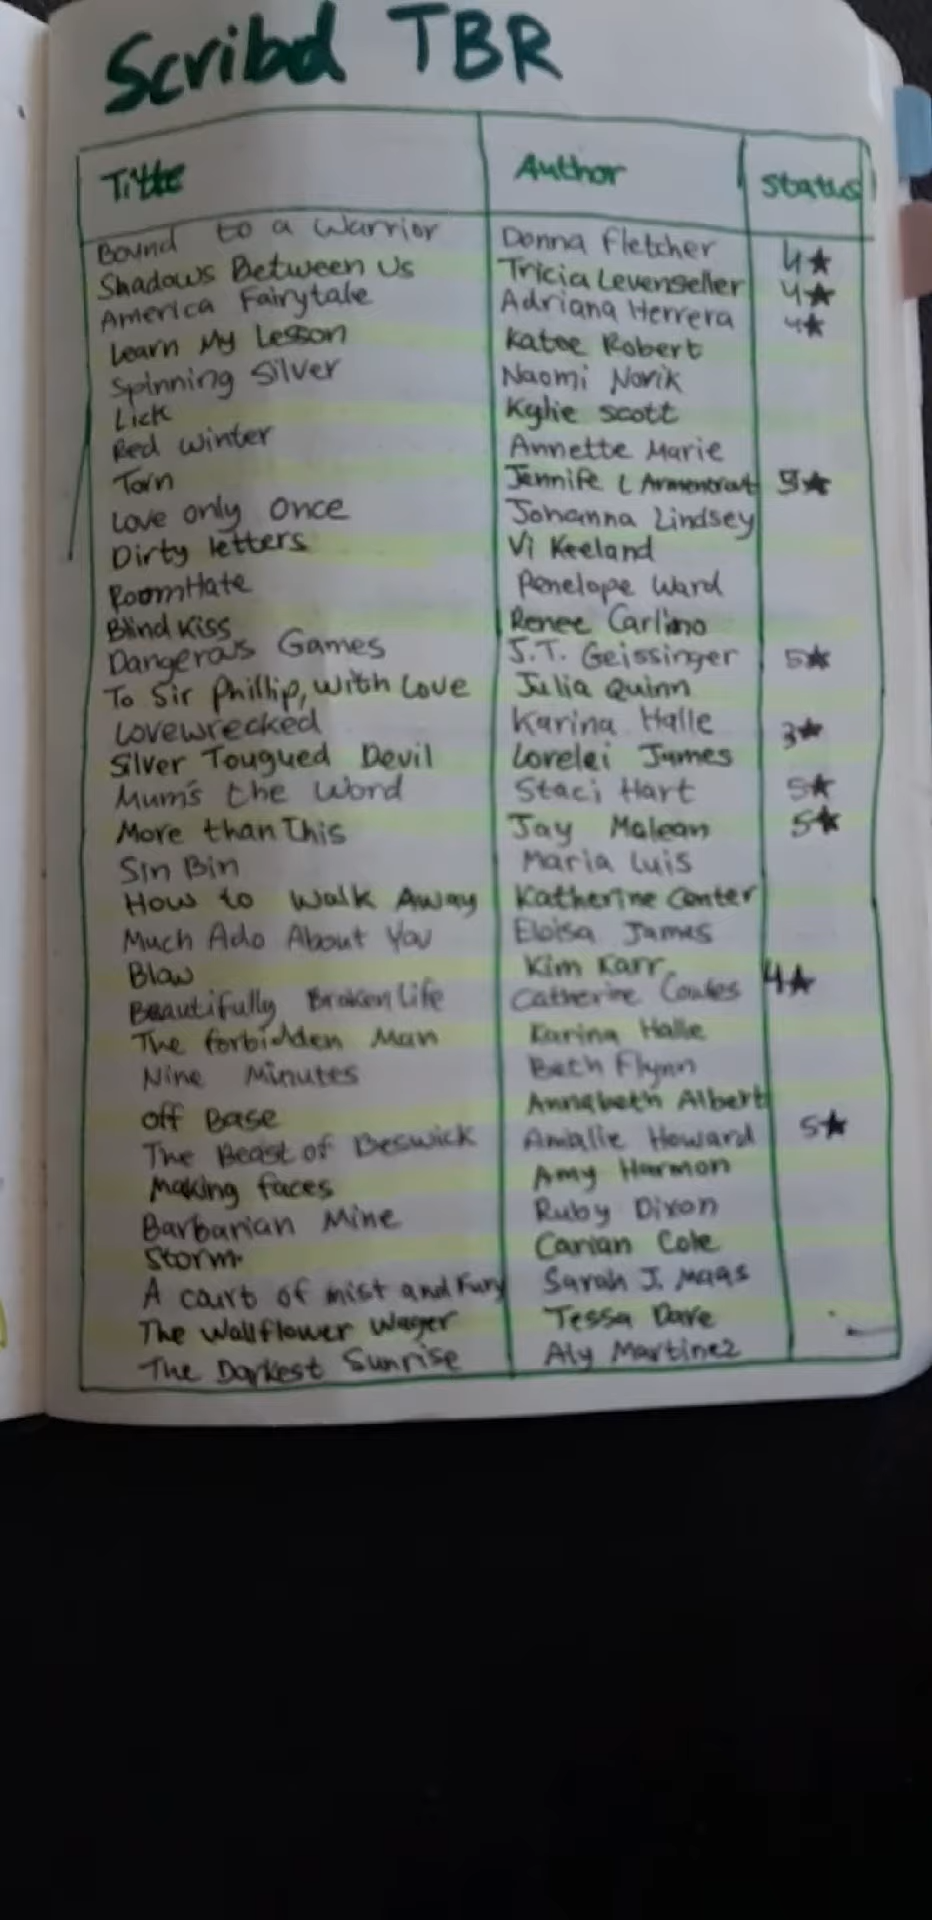 Scribd TBR
Title Author Status
Bound to a Warrior Donna Fletcher 4★
Shadows Between Us Tricia Levenseller 4★
America Fairytale Adriana Herrera 4★
Learn My Lesson Katee Robert
Spinning Silver Naomi Novik
Lick Kylie Scott
Red Winter Annette Marie
Torn Jennife L Armentrout 5★
Love only Once Johanna Lindsey
Dirty letters Vi Keeland
RoomHate Penelope Ward
Blind Kiss Renee Carlino
Dangerous Games J.T. Geissinger 5★
To Sir Phillip, with Love Julia Quinn
Lovewrecked Karina Halle 3★
Silver Tougued Devil Lorelei James
Mum's the Word Staci Hart 5★
More than This Jay Mclean 5★
Sin Bin Maria Luis
How to Walk Away Katherine Center
Much Ado About You Eloisa James
Blow Kim Karr
Beautifully Broken Life Catherine Cowles 4★
The forbidden Man Karina Halle
Nine Minutes Beth Flynn
Off Base Annabeth Albert
The Beast of Beswick Amalie Howard 5★
Making faces Amy Harmon
Barbarian Mine Ruby Dixon
Storm Carian Cole
A court of mist and Fury Sarah J. Maas
The Wallflower Wager Tessa Dare
The Darkest Sunrise Aly Martinez